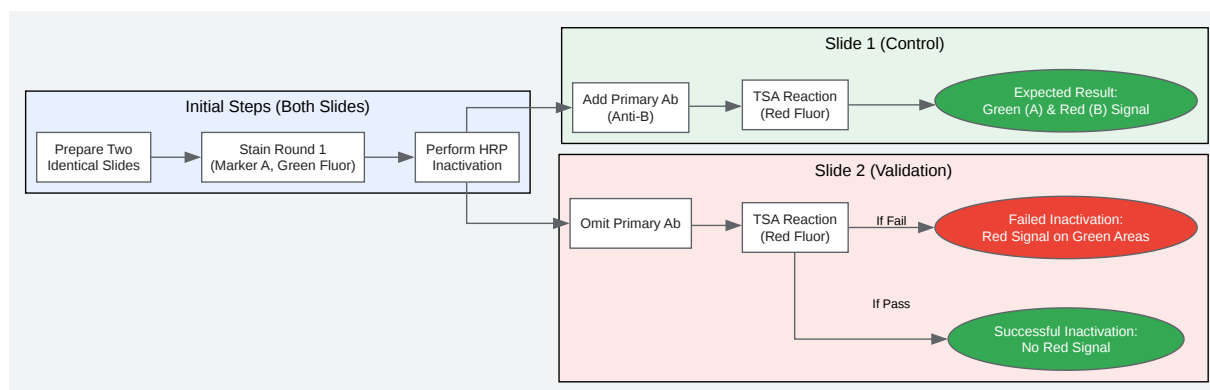 Initial Steps (Both Slides)
Prepare Two
Identical Slides
Stain Round 1
(Marker A, Green Fluor)
Perform HRP
Inactivation
Slide 1 (Control)
Add Primary Ab
(Anti-B)
TSA Reaction
(Red Fluor)
Expected Result:
Green (A) & Red (B) Signal
Slide 2 (Validation)
Omit Primary Ab
TSA Reaction
(Red Fluor)
If Fail
Failed Inactivation:
Red Signal on Green Areas
If Pass
Successful Inactivation:
No Red Signal